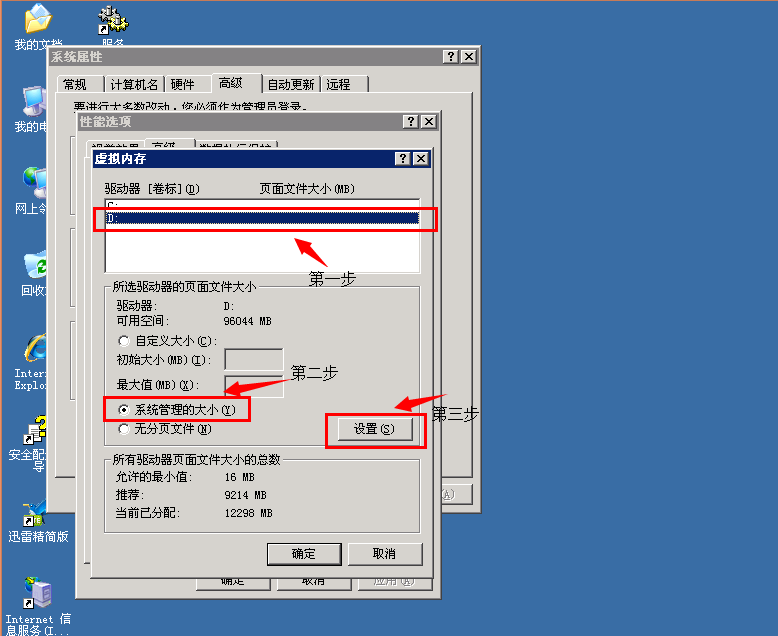 我的文档
服务
系统属性
常规 计算机名 硬件 高级 自动更新 远程
要进行大多数改动，您必须作为管理员登录。
我的电
性能选项
视觉效果 高级 数据执行保护
虚拟内存
驱动器 [卷标](D) 页面文件大小(MB)
C:
D:
网上邻
第一步
所选驱动器的页面文件大小
回收
驱动器: D:
可用空间: 96044 MB
自定义大小(C):
初始大小(MB)(I):
Inter
Explo
最大值(MB)(X):
第二步
系统管理的大小(Y)
第三步
无分页文件(N)
设置(S)
安全配
导
所有驱动器页面文件大小的总数
允许的最小值: 16 MB
推荐: 9214 MB
(A)
当前已分配: 12298 MB
迅雷精简版
确定 取消
确定 取消 应用(A)
Internet 信
息服务(I...